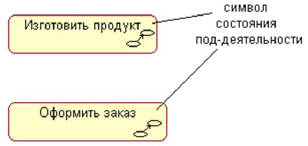 символ
состояния
под-деятельности
Изготовить продукт
Оформить заказ